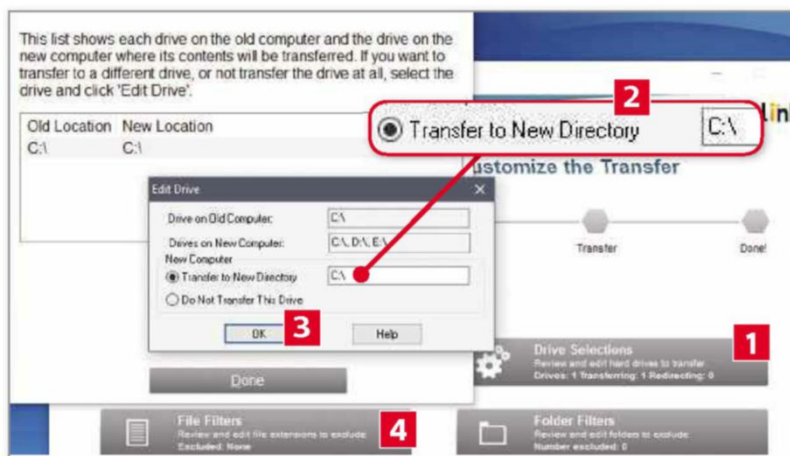 This list shows each drive on the old computer and the drive on the
new computer where its contents will be transferred. If you want to
transfer to a different drive, or not transfer the drive at all, select the
drive and click 'Edit Drive'.
Old Location New Location
C:\ C:\
2
Transfer to New Directory C:\
lin
ustomize the Transfer
Transfer Done!
Edit Drive
Drive on Old Computer: C:\
Drives on New Computer: C:\, D:\, E:\
New Computer
Transfer to New Directory C:\
Do Not Transfer This Drive
OK 3 Help
Done
Drive Selections 1
Review and edit hard drives to transfer
Drives: 1 Transferring: 1 Redirecting: 0
File Filters 4
Review and edit file extensions to exclude
Excluded: None
Folder Filters
Review and edit folders to exclude
Number excluded: 0